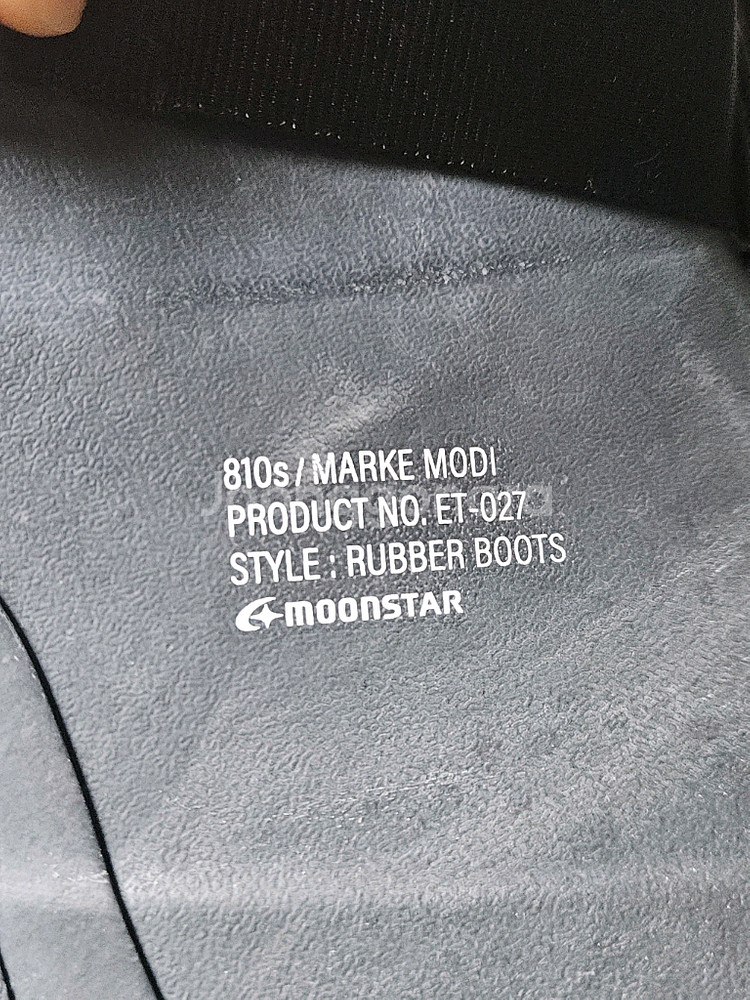 810s / MARKE MODI
PRODUCT NO. ET-027
STYLE : RUBBER BOOTS
MOONSTAR